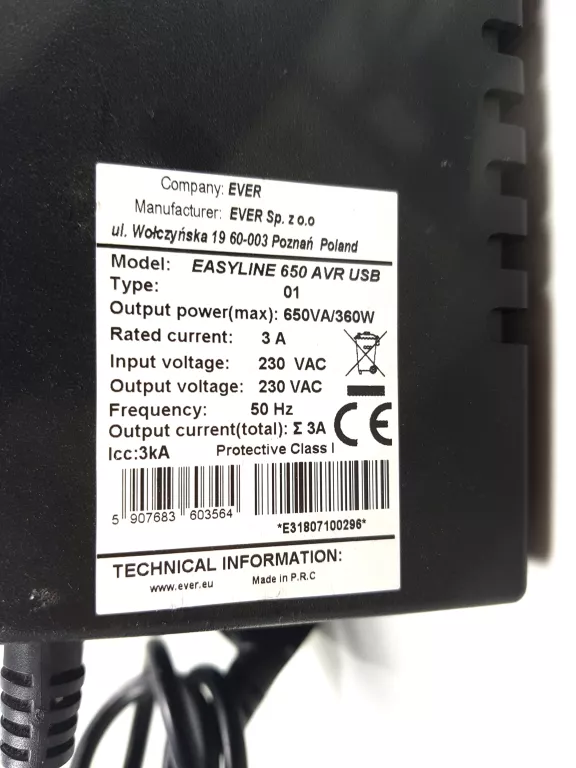 Company: EVER
Manufacturer: EVER Sp. z o.o
ul. Wołczyńska 19 60-003 Poznań Poland
Model: EASYLINE 650 AVR USB
Type: 01
Output power(max): 650VA/360W
Rated current: 3 A
Input voltage: 230 VAC
Output voltage: 230 VAC
Frequency: 50 Hz
Output current(total): Σ 3A
CE
Icc:3kA Protective Class I
5 907683 603564
*E31807100296*
TECHNICAL INFORMATION:
www.ever.eu Made in P.R.C